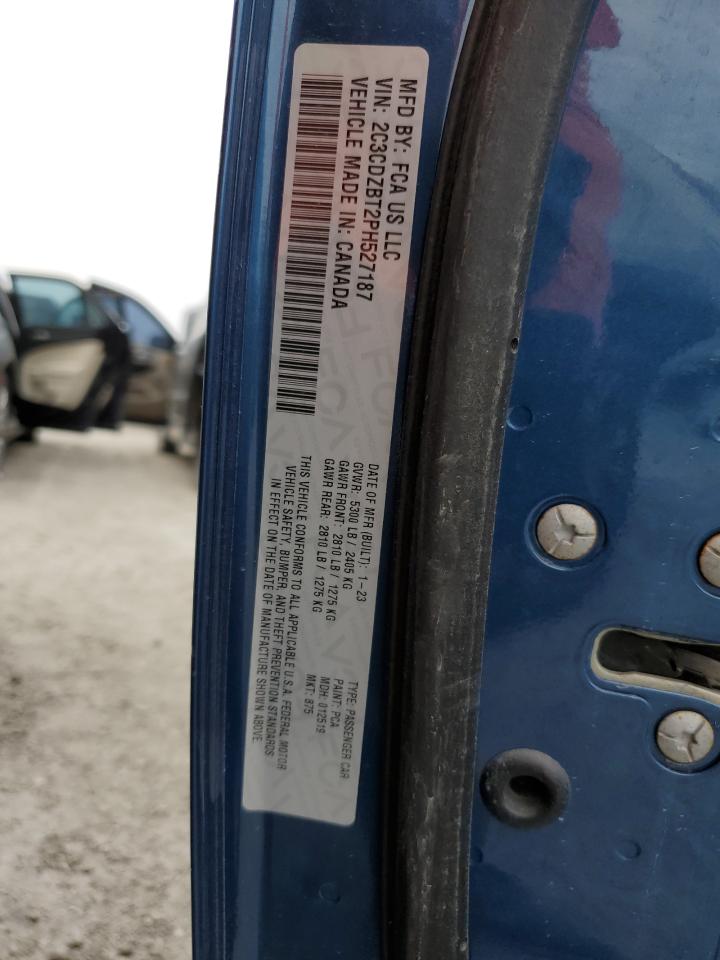 MFD BY: FCA US LLC
VIN: 2C3CDZBT2PH527187
VEHICLE MADE IN: CANADA
DATE OF MFR (BUILT): 1-23
GVWR: 5300 LB / 2405 KG
GAWR FRONT: 2810 LB / 1275 KG
GAWR REAR: 2810 LB / 1275 KG
THIS VEHICLE CONFORMS TO ALL APPLICABLE U.S.A. FEDERAL MOTOR
VEHICLE SAFETY, BUMPER, AND THEFT PREVENTION STANDARDS
IN EFFECT ON THE DATE OF MANUFACTURE SHOWN ABOVE.
TYPE: PASSENGER CAR
PAINT: PCA
MDH: 012519
MKT: B75